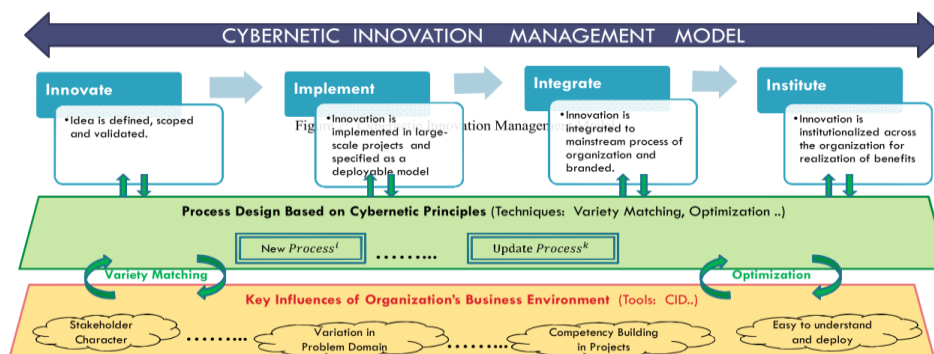 CYBERNETIC INNOVATION MANAGEMENT MODEL
Innovate
•Idea is defined, scoped
and validated.
Implement
•Innovation is
implemented in large-
scale projects and
specified as a
deployable model
Integrate
•Innovation is
integrated to
mainstream process of
organization and
branded.
Institute
•Innovation is
institutionalized across
the organization for
realization of benefits
Innovation Management
Process Design Based on Cybernetic Principles (Techniques: Variety Matching, Optimization ..)
New Process^i
.........
Update Process^k
Variety Matching
Optimization
Key Influences of Organization's Business Environment (Tools: CID..)
Stakeholder
Character
.........
Variation in
Problem Domain
.........
Competency Building
in Projects
Easy to understand
and deploy